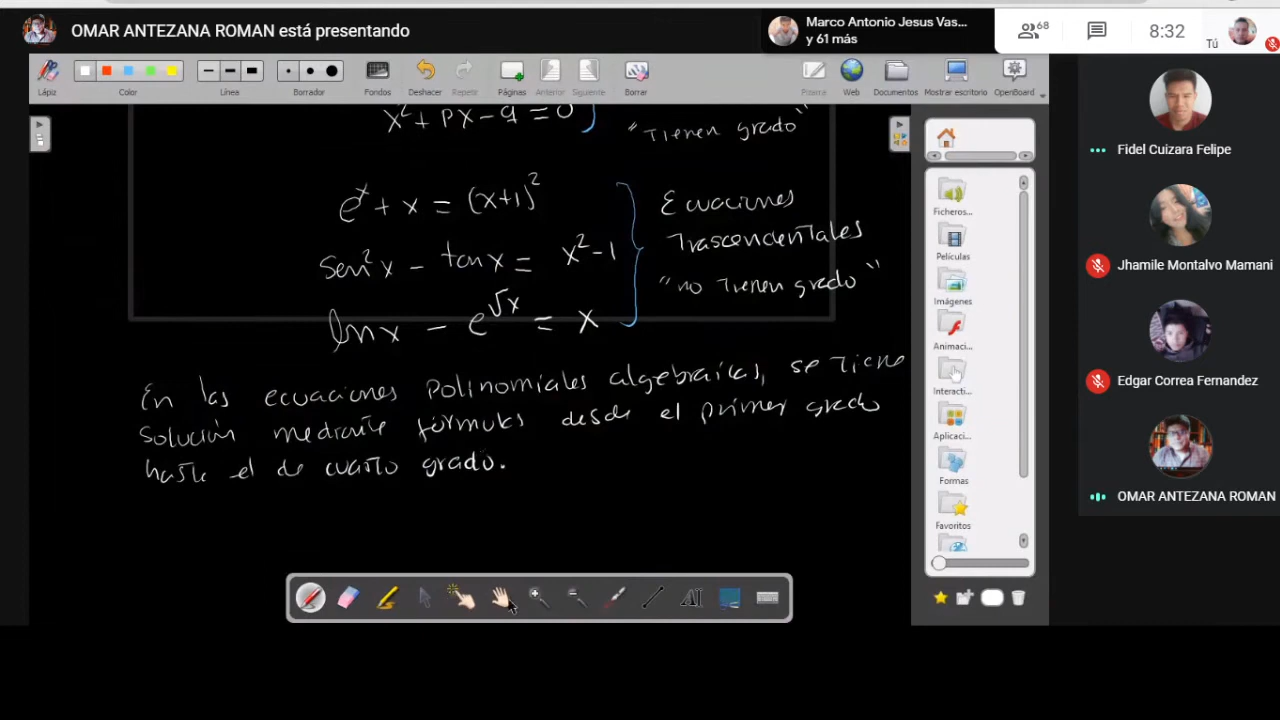 OMAR ANTEZANA ROMAN está presentando
Marco Antonio Jesus Vas...
y 61 más
68
8:32
Tú
Lápiz
Color
Línea
Borrador
Fondos
Deshacer
Repetir
Páginas
Anterior
Siguiente
Borrar
Pizarra
Web
Documentos
Mostrar escritorio
OpenBoard
x² + px - q = 0
"Tienen grado"
e^x + x = (x+1)²
sen²x - tan x = x² - 1
ln x - e^√x = x
Ecuaciones
Trascendentales
"no Tienen grado"
En las ecuaciones polinomiales algebraicas, se Tiene
solución mediante fórmulas desde el primer grado
hasta el de cuarto grado.
Ficheros...
Películas
Imágenes
Animaci...
Interacti...
Aplicaci...
Formas
Favoritos
Fidel Cuizara Felipe
Jhamile Montalvo Mamani
Edgar Correa Fernandez
OMAR ANTEZANA ROMAN